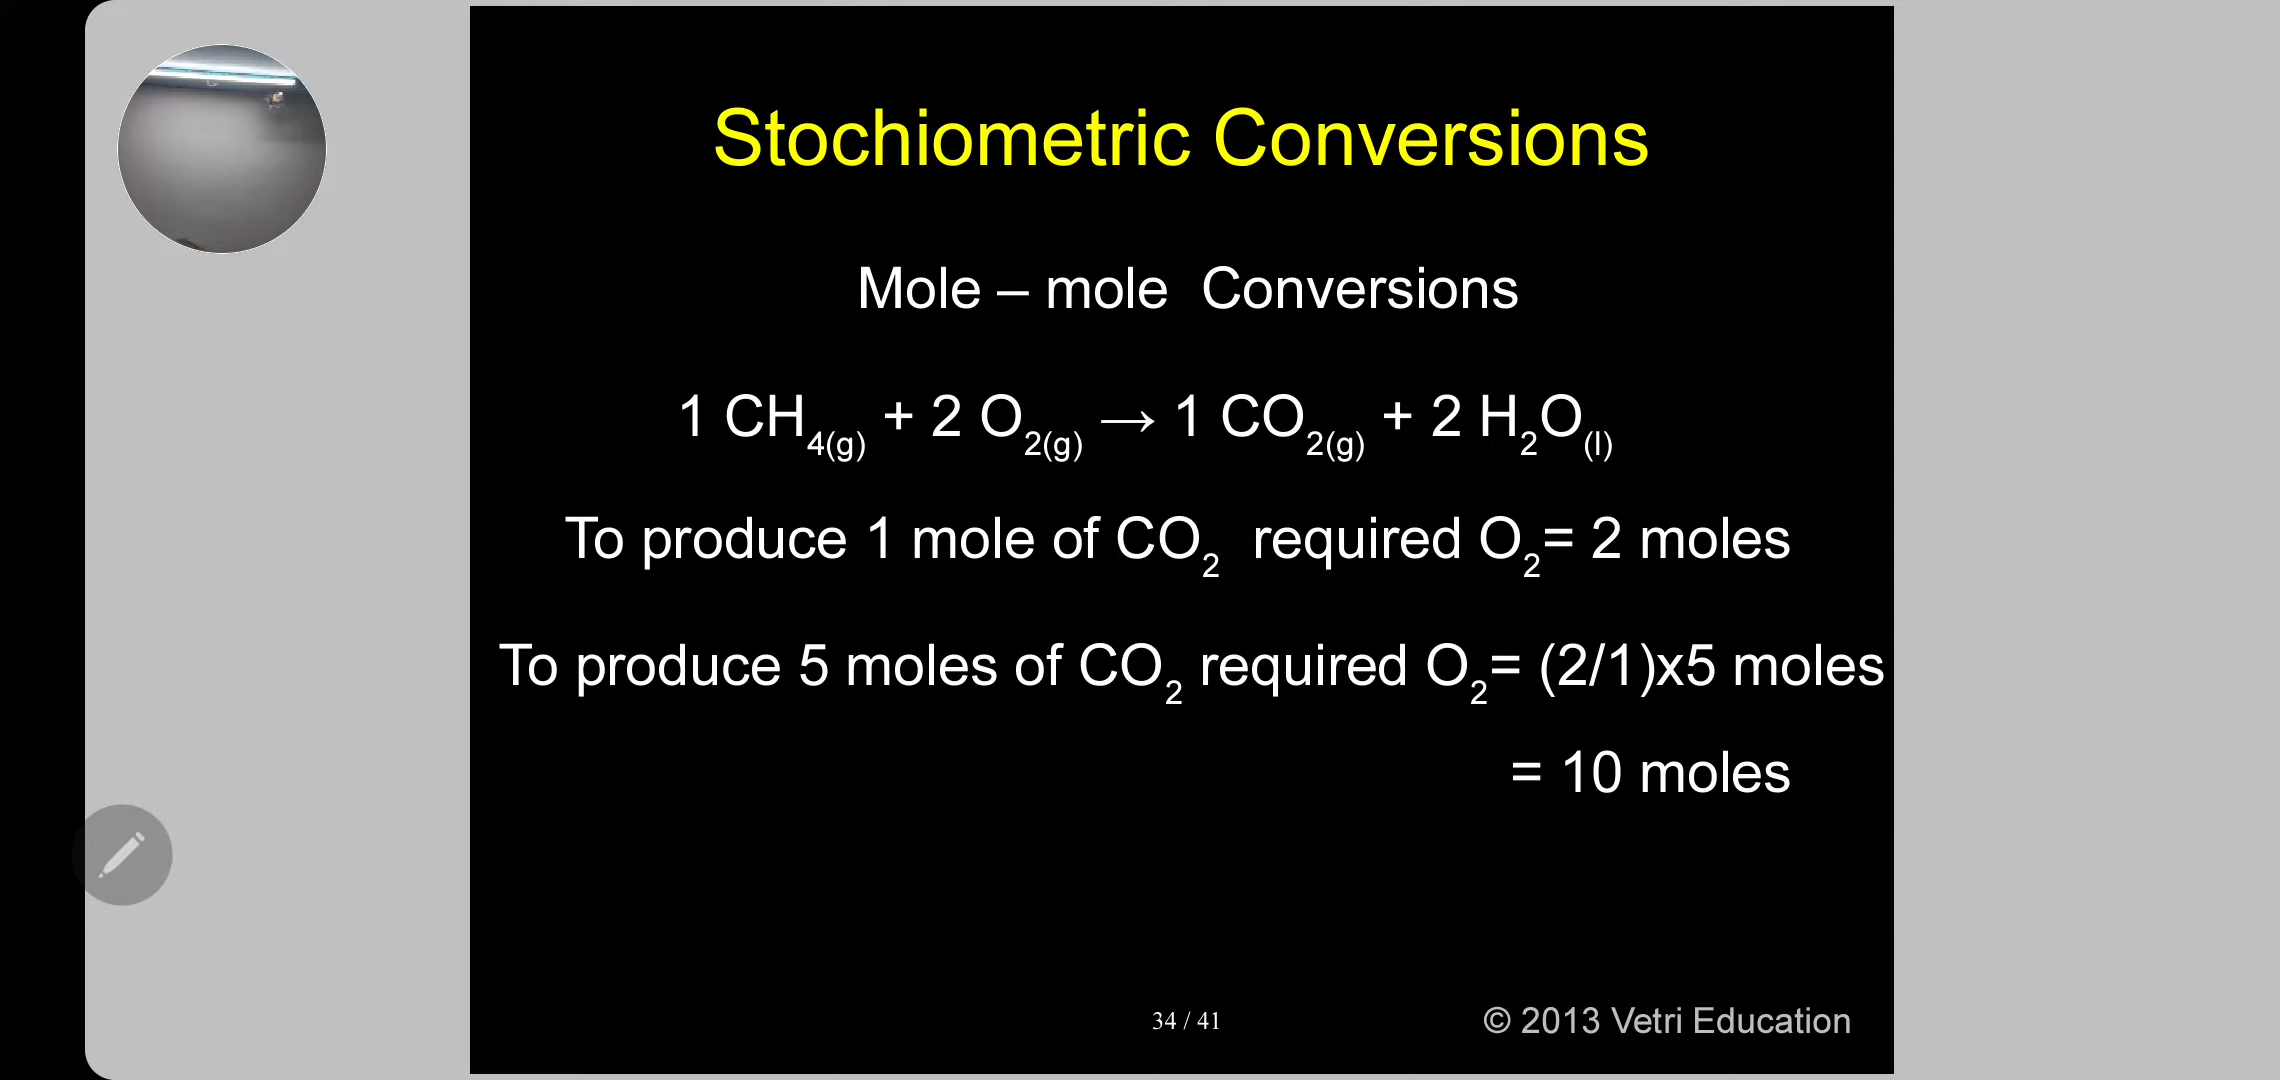 Stochiometric Conversions
Mole – mole  Conversions
1 CH₄₍g₎ + 2 O₂₍g₎ → 1 CO₂₍g₎ + 2 H₂O₍l₎
To produce 1 mole of CO₂  required O₂= 2 moles
To produce 5 moles of CO₂ required O₂= (2/1)x5 moles
= 10 moles
34 / 41
© 2013 Vetri Education